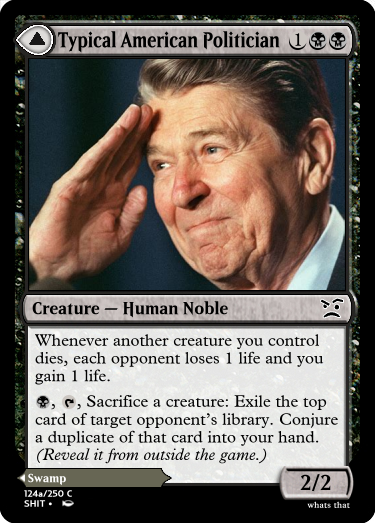 Typical American Politician 1
Creature — Human Noble
Whenever another creature you control
dies, each opponent loses 1 life and you
gain 1 life.
, , Sacrifice a creature: Exile the top
card of target opponent's library. Conjure
a duplicate of that card into your hand.
(Reveal it from outside the game.)
Swamp
2/2
124a/250 C
SHIT •
whats that